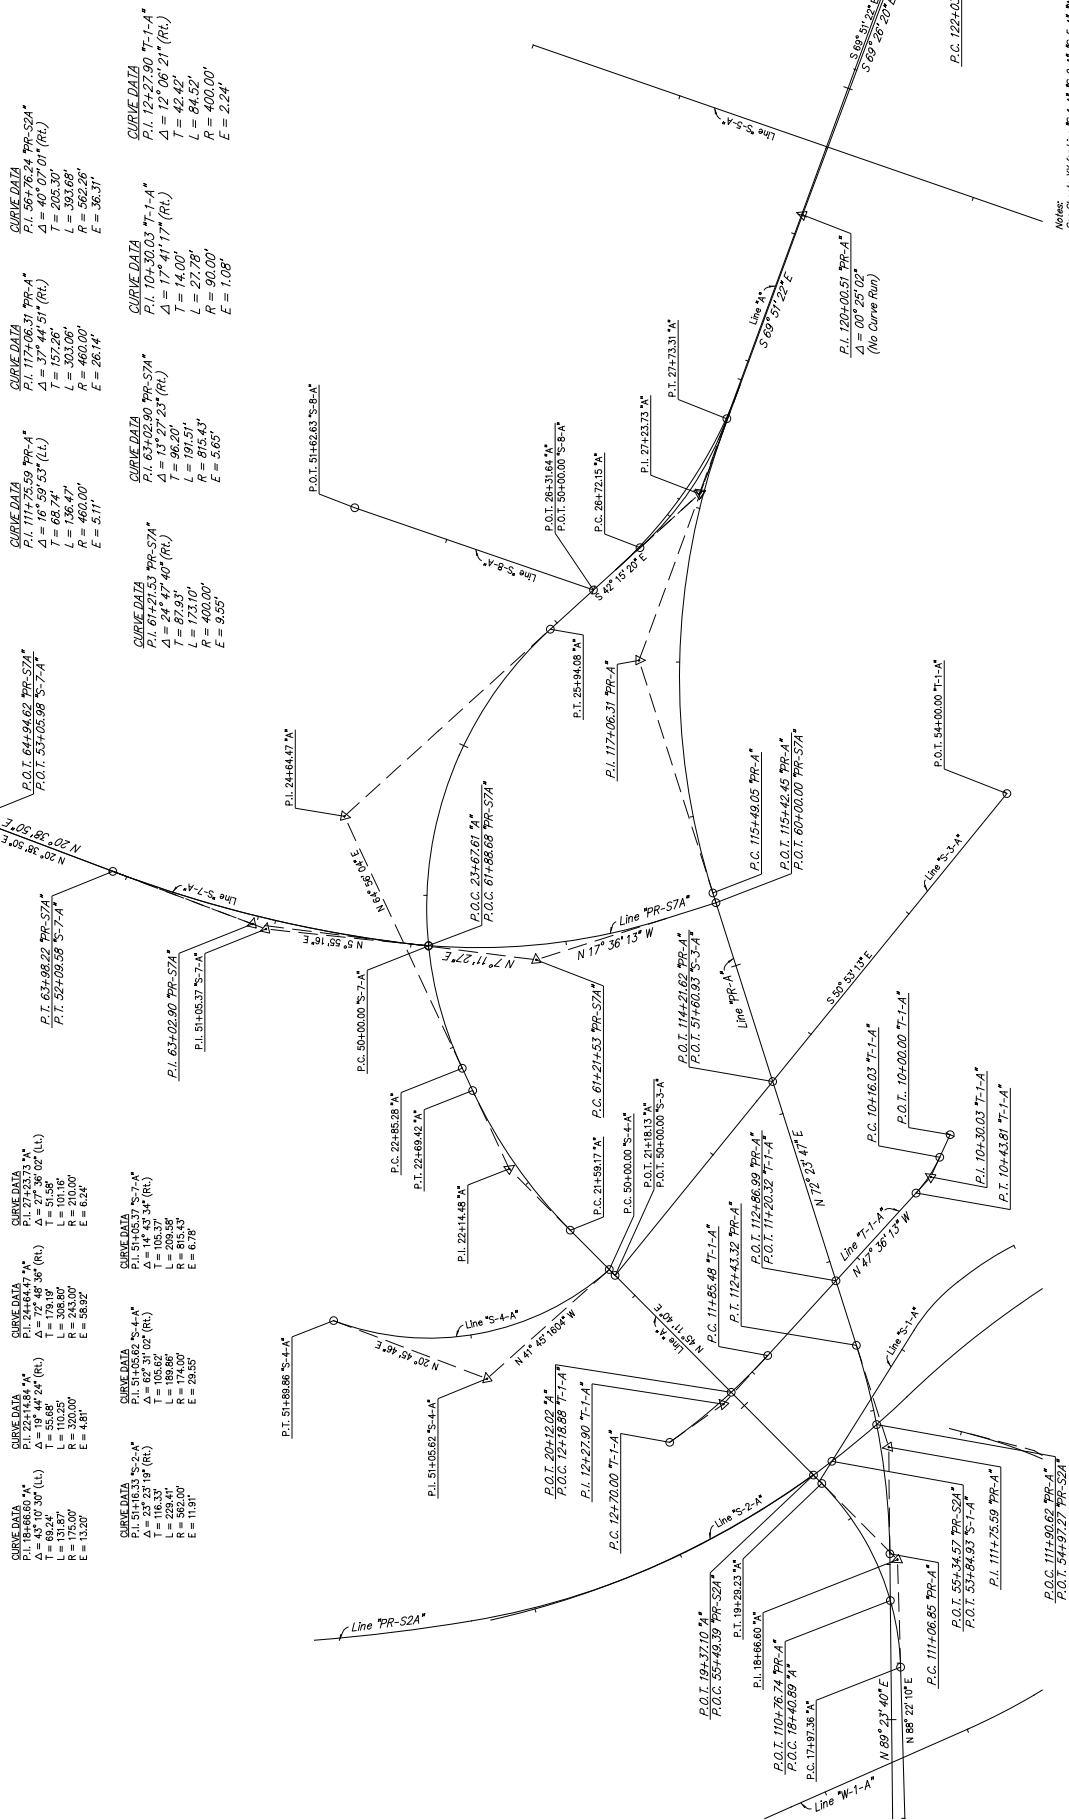 CURVE DATA
P.I. 18+66.60 "A"
Δ = 43° 10' 30" (Lt.)
T = 69.24'
L = 131.87'
R = 175.00'
E = 13.20'
CURVE DATA
P.I. 22+14.84 "A"
Δ = 19° 44' 24" (Rt.)
T = 55.68'
L = 110.25'
R = 320.00'
E = 4.81'
CURVE DATA
P.I. 24+64.47 "A"
Δ = 72° 48' 36" (Rt.)
T = 179.19'
L = 308.80'
R = 243.00'
E = 58.92'
CURVE DATA
P.I. 27+23.73 "A"
Δ = 27° 36' 02" (Lt.)
T = 51.58'
L = 101.16'
R = 210.00'
E = 6.24'
CURVE DATA
P.I. 51+16.33 "S-2-A"
Δ = 23° 23' 19" (Rt.)
T = 116.33'
L = 229.41'
R = 562.00'
E = 11.91'
CURVE DATA
P.I. 51+05.62 "S-4-A"
Δ = 62° 31' 02" (Rt.)
T = 105.62'
L = 189.86'
R = 174.00'
E = 29.55'
CURVE DATA
P.I. 51+05.37 "S-7-A"
Δ = 14° 43' 34" (Rt.)
T = 105.37'
L = 209.58'
R = 815.43'
E = 6.78'
CURVE DATA
P.I. 111+75.59 "PR-A"
Δ = 16° 59' 53" (Lt.)
T = 68.74'
L = 136.47'
R = 460.00'
E = 5.11'
CURVE DATA
P.I. 117+06.31 "PR-A"
Δ = 37° 44' 51" (Rt.)
T = 157.26'
L = 303.06'
R = 460.00'
E = 26.14'
CURVE DATA
P.I. 56+76.24 "PR-S2A"
Δ = 40° 07' 01" (Rt.)
T = 205.30'
L = 393.68'
R = 562.26'
E = 36.31'
CURVE DATA
P.I. 61+21.53 "PR-S7A"
Δ = 24° 47' 40" (Rt.)
T = 87.93'
L = 173.10'
R = 400.00'
E = 9.55'
CURVE DATA
P.I. 63+02.90 "PR-S7A"
Δ = 13° 27' 23" (Rt.)
T = 96.20'
L = 191.51'
R = 815.43'
E = 5.65'
CURVE DATA
P.I. 10+30.03 "T-1-A"
Δ = 17° 41' 17" (Rt.)
T = 14.00'
L = 27.78'
R = 90.00'
E = 1.08'
CURVE DATA
P.I. 12+27.90 "T-1-A"
Δ = 12° 06' 21" (Rt.)
T = 42.42'
L = 84.52'
R = 400.00'
E = 2.24'
P.O.T. 64+94.62 "PR-S7A"
P.O.T. 53+05.98 "S-7-A"
N 20° 38' 50" E
N 20° 38' 50" E
P.T. 63+98.22 "PR-S7A"
P.T. 52+09.58 "S-7-A"
Line "S-7-A"
P.I. 63+02.90 "PR-S7A"
P.I. 51+05.37 "S-7-A"
N 5° 55' 16" E
P.C. 50+00.00 "S-7-A"
P.I. 24+64.47 "A"
N 64° 56' 04" E
P.O.C. 23+67.61 "A"
P.O.C. 61+88.68 "PR-S7A"
N 7° 11' 27" E
P.C. 61+21+53 "PR-S7A"
Line "PR-S7A"
N 17° 36' 13" W
P.C. 22+85.28 "A"
P.T. 22+69.42 "A"
P.I. 22+14.48 "A"
P.C. 21+59.17 "A"
P.C. 50+00.00 "S-4-A"
P.O.T. 21+18.13 "A"
P.O.T. 50+00.00 "S-3-A"
P.T. 51+89.86 "S-4-A"
Line "S-4-A"
N 20° 45' 46" E
N 41° 45' 1604" W
P.I. 51+05.62 "S-4-A"
Line "A"
N 45° 11' 40" E
P.O.T. 51+62.63 "S-8-A"
Line "S-8-A"
P.O.T. 26+31.64 "A"
P.O.T. 50+00.00 "S-8-A"
P.C. 26+72.15 "A"
S 42° 15' 20" E
P.T. 25+94.08 "A"
P.I. 27+23.73 "A"
P.T. 27+73.31 "A"
P.I. 117+06.31 "PR-A"
Line "A"
S 69° 51' 22" E
P.I. 120+00.51 "PR-A"
Δ = 00° 25' 02"
(No Curve Run)
Line "S-5-A"
S 69° 51' 22" E
S 69° 26' 20" E
P.C. 115+49.05 "PR-A"
P.O.T. 115+42.45 "PR-A"
P.O.T. 60+00.00 "PR-S7A"
Line "PR-A"
P.O.T. 114+21.62 "PR-A"
P.O.T. 51+60.93 "S-3-A"
S 50° 53' 13" E
Line "S-3-A"
P.O.T. 54+00.00 "T-1-A"
N 72° 23' 47" E
P.O.T. 112+86.99 "PR-A"
P.O.T. 11+20.32 "T-1-A"
P.T. 112+43.32 "PR-A"
P.C. 11+85.48 "T-1-A"
Line "T-1-A"
N 47° 36' 13" W
P.C. 10+16.03 "T-1-A"
P.O.T. 10+00.00 "T-1-A"
P.I. 10+30.03 "T-1-A"
P.T. 10+43.81 "T-1-A"
Line "S-1-A"
P.O.T. 20+12.02 "A"
P.O.C. 12+18.88 "T-1-A"
P.I. 12+27.90 "T-1-A"
P.C. 12+70.00 "T-1-A"
Line "S-2-A"
Line "PR-S2A"
P.O.T. 19+37.10 "A"
P.O.C. 55+49.39 "PR-S2A"
P.T. 19+29.23 "A"
P.I. 18+66.60 "A"
P.O.T. 110+76.74 "PR-A"
P.O.C. 18+40.89 "A"
P.C. 17+97.36 "A"
N 89° 23' 40" E
N 88° 22' 10" E
Line "W-1-A"
P.C. 111+06.85 "PR-A"
P.O.T. 55+34.57 "PR-S2A"
P.O.T. 53+84.93 "S-1-A"
P.I. 111+75.59 "PR-A"
P.O.C. 111+90.62 "PR-A"
P.O.T. 54+97.27 "PR-S2A"
Notes: